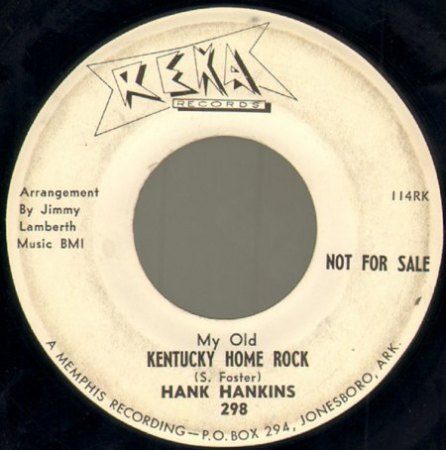 REKA
RECORDS
Arrangement
By Jimmy
Lamberth
Music BMI
114RK
NOT FOR SALE
My Old
KENTUCKY HOME ROCK
(S. Foster)
HANK HANKINS
298
A MEMPHIS RECORDING—P.O. BOX 294, JONESBORO, ARK.